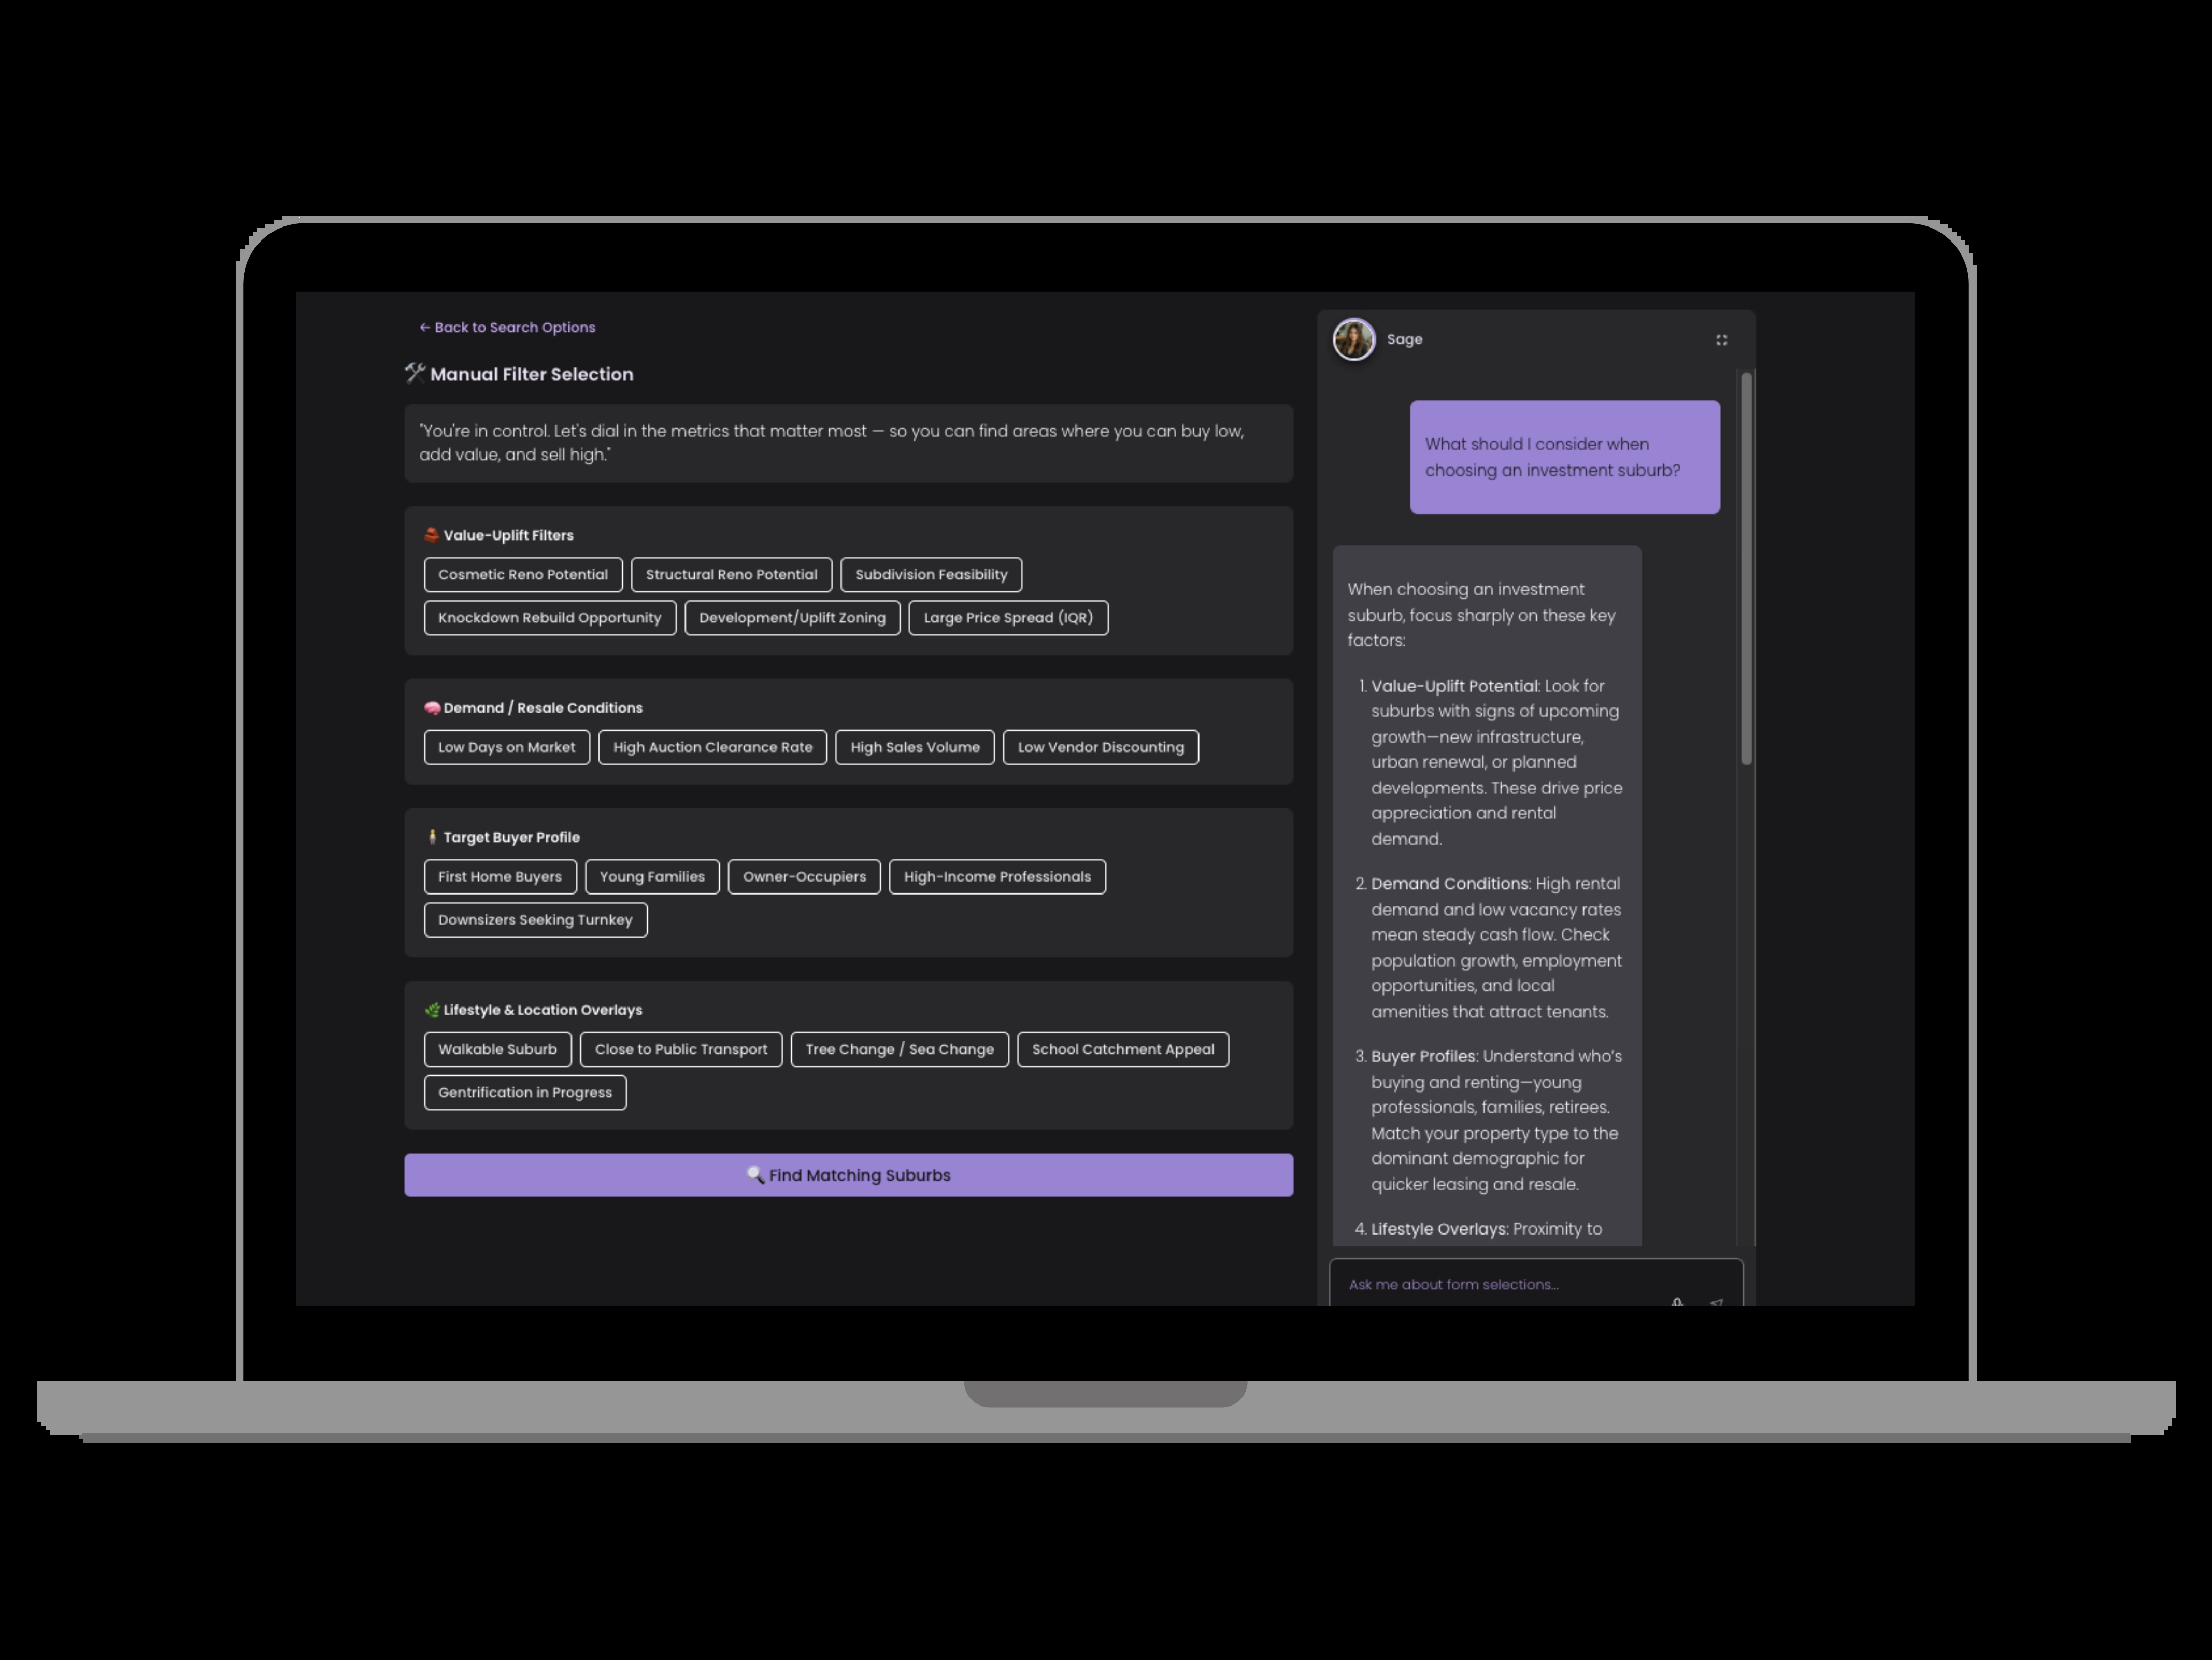 ← Back to Search Options
🛠 Manual Filter Selection
"You're in control. Let's dial in the metrics that matter most — so you can find areas where you can buy low,
add value, and sell high."
Value-Uplift Filters
Cosmetic Reno Potential
Structural Reno Potential
Subdivision Feasibility
Knockdown Rebuild Opportunity
Development/Uplift Zoning
Large Price Spread (IQR)
🧠 Demand / Resale Conditions
Low Days on Market
High Auction Clearance Rate
High Sales Volume
Low Vendor Discounting
Target Buyer Profile
First Home Buyers
Young Families
Owner-Occupiers
High-Income Professionals
Downsizers Seeking Turnkey
🌿 Lifestyle & Location Overlays
Walkable Suburb
Close to Public Transport
Tree Change / Sea Change
School Catchment Appeal
Gentrification in Progress
🔍 Find Matching Suburbs
Sage
What should I consider when
choosing an investment suburb?
When choosing an investment
suburb, focus sharply on these key
factors:
1. Value-Uplift Potential: Look for
suburbs with signs of upcoming
growth—new infrastructure,
urban renewal, or planned
developments. These drive price
appreciation and rental
demand.
2. Demand Conditions: High rental
demand and low vacancy rates
mean steady cash flow. Check
population growth, employment
opportunities, and local
amenities that attract tenants.
3. Buyer Profiles: Understand who's
buying and renting—young
professionals, families, retirees.
Match your property type to the
dominant demographic for
quicker leasing and resale.
4. Lifestyle Overlays: Proximity to
Ask me about form selections...